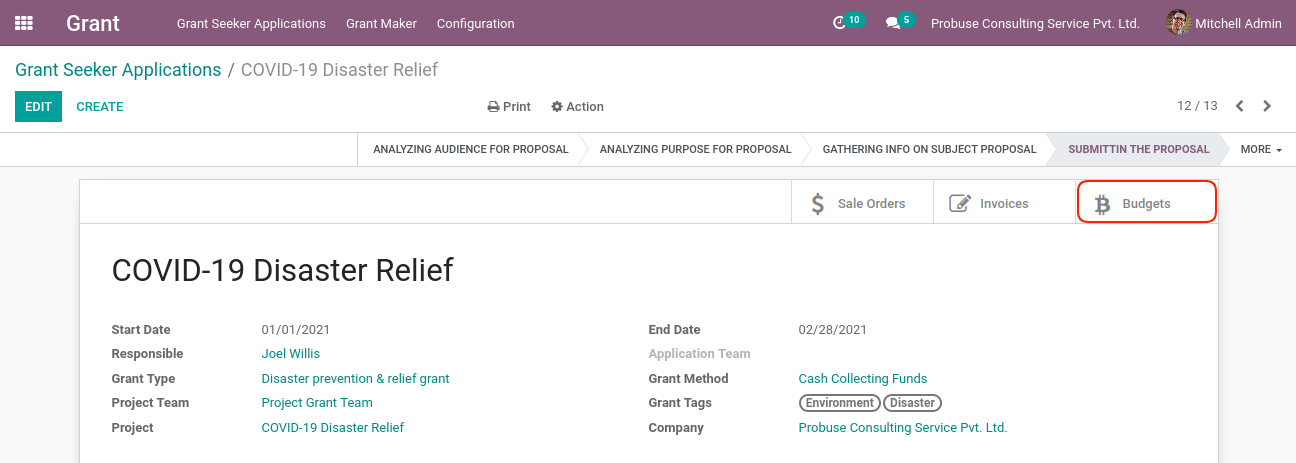 Grant Grant Seeker Applications Grant Maker Configuration 10 5 Probuse Consulting Service Pvt. Ltd. Mitchell Admin
Grant Seeker Applications / COVID-19 Disaster Relief
EDIT CREATE Print Action 12 / 13
ANALYZING AUDIENCE FOR PROPOSAL ANALYZING PURPOSE FOR PROPOSAL GATHERING INFO ON SUBJECT PROPOSAL SUBMITTIN THE PROPOSAL MORE
Sale Orders Invoices Budgets
COVID-19 Disaster Relief
Start Date 01/01/2021 End Date 02/28/2021
Responsible Joel Willis Application Team
Grant Type Disaster prevention & relief grant Grant Method Cash Collecting Funds
Project Team Project Grant Team Grant Tags Environment Disaster
Project COVID-19 Disaster Relief Company Probuse Consulting Service Pvt. Ltd.